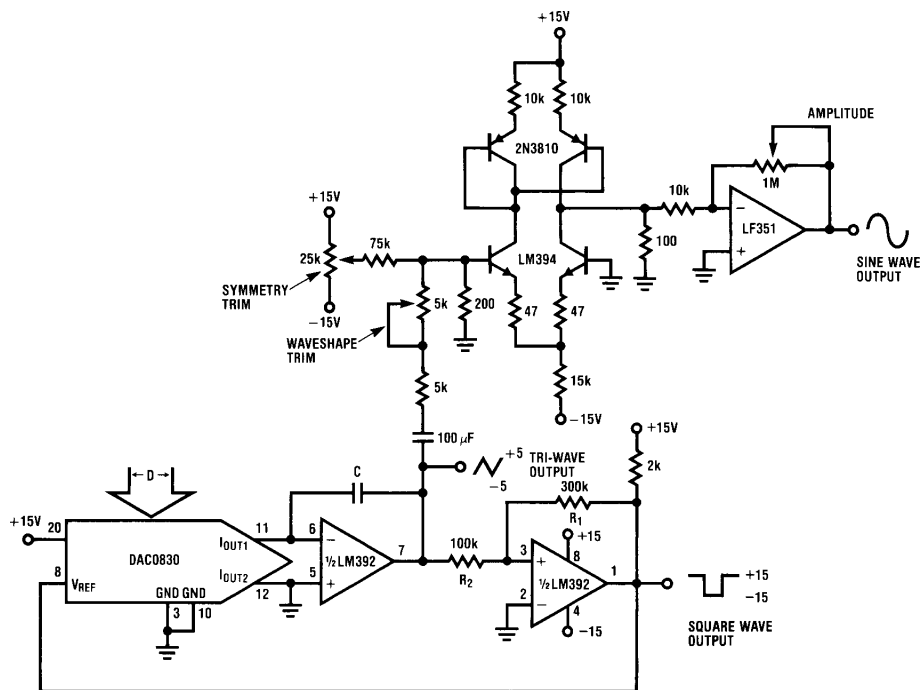 +15V
10k
10k
2N3810
AMPLITUDE
1M
10k
−
LF351
+
100
SINE WAVE
OUTPUT
+15V
25k
75k
SYMMETRY
TRIM
−15V
LM394
5k
200
47
47
WAVESHAPE
TRIM
5k
15k
−15V
100 μF
+5
TRI-WAVE
OUTPUT
−5
+15V
2k
D
C
300k
R1
+15V
20
11
IOUT1
6
−
DAC0830
½LM392
7
100k
R2
+15
8
3
+
½LM392
1
+15
−15
8
VREF
IOUT2
12
5
+
2
−
4
−15
GND GND
3
10
SQUARE WAVE
OUTPUT